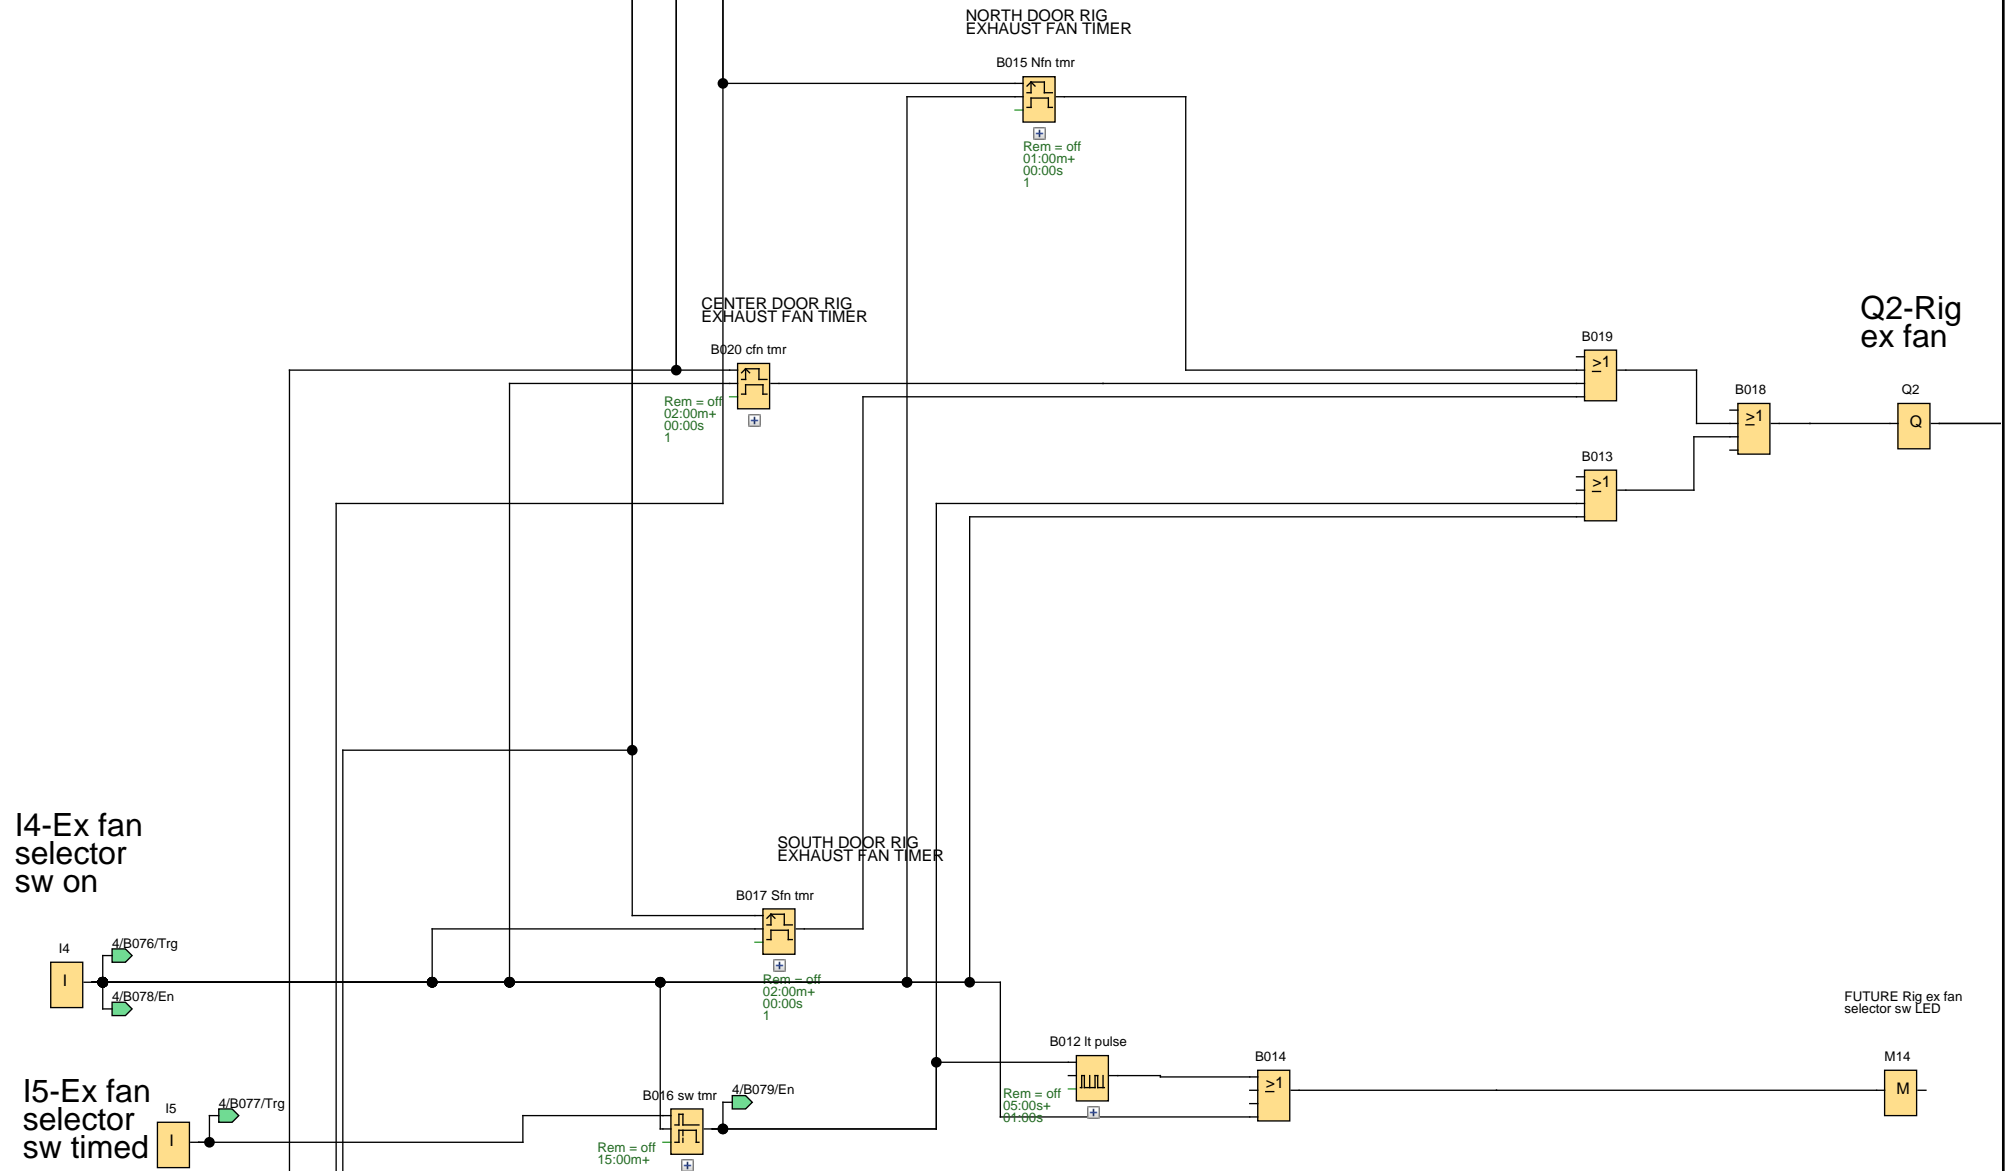 NORTH DOOR RIG
EXHAUST FAN TIMER
B015 Nfn tmr
Rem = off
01:00m+
00:00s
1
CENTER DOOR RIG
EXHAUST FAN TIMER
B020 cfn tmr
Rem = off
02:00m+
00:00s
1
Q2-Rig
ex fan
B019
≥1
B018
≥1
Q2
Q
B013
≥1
I4-Ex fan
selector
sw on
SOUTH DOOR RIG
EXHAUST FAN TIMER
B017 Sfn tmr
Rem = off
02:00m+
00:00s
1
I4
I
4/B076/Trg
4/B078/En
FUTURE Rig ex fan
selector sw LED
I5-Ex fan
selector
sw timed
I5
I
4/B077/Trg
B016 sw tmr
Rem = off
15:00m+
4/B079/En
B012 lt pulse
Rem = off
05:00s+
01:00s
B014
≥1
M14
M